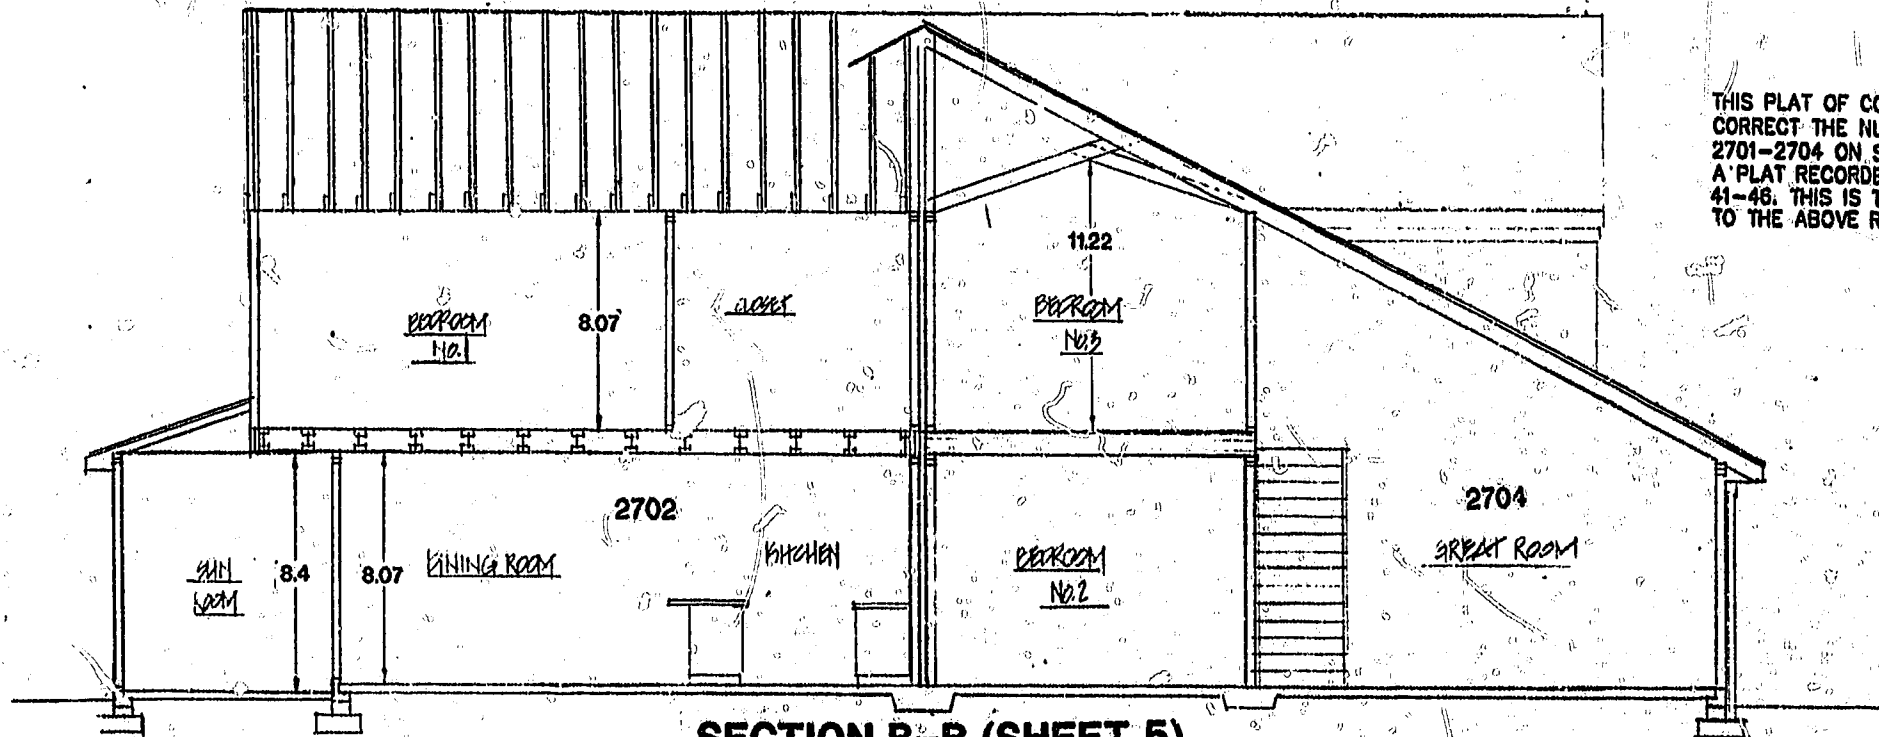 THIS PLAT OF CO
CORRECT THE NU
2701-2704 ON S
A PLAT RECORDE
41-46. THIS IS T
TO THE ABOVE R
11.22
8.07
CLOSET
BEDROOM
No.1
BEDROOM
No.3
2702
2704
SUN
ROOM
8.4
8.07
DINING ROOM
KITCHEN
BEDROOM
No.2
GREAT ROOM
SECTION B-B (SHEET 5)